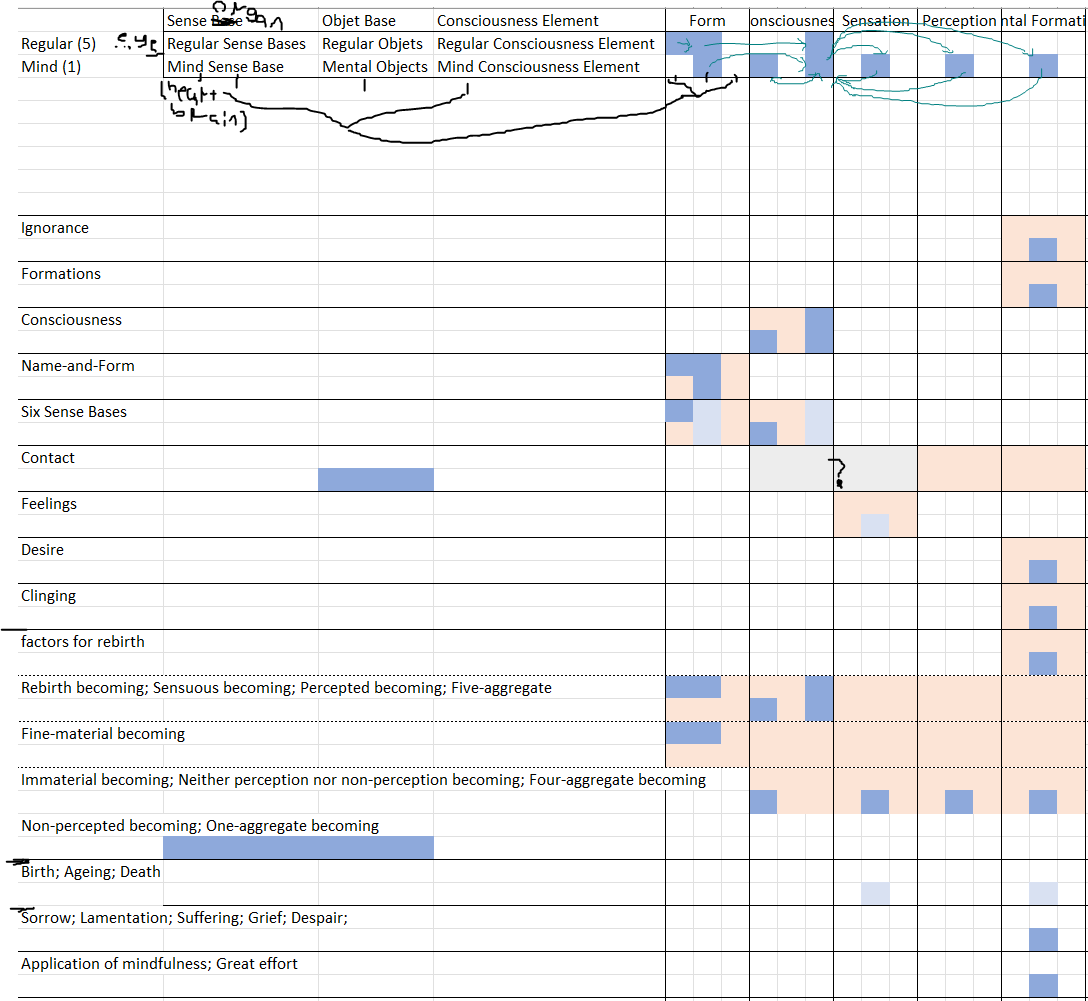 organ
Sense Base Objet Base Consciousness Element Form onsciousnes Sensation Perception ntal Formati
Regular (5) eye Regular Sense Bases Regular Objets Regular Consciousness Element
Mind (1) Mind Sense Base Mental Objects Mind Consciousness Element
[heart
brain]
Ignorance
Formations
Consciousness
Name-and-Form
Six Sense Bases
Contact ?
Feelings
Desire
Clinging
factors for rebirth
Rebirth becoming; Sensuous becoming; Percepted becoming; Five-aggregate
Fine-material becoming
Immaterial becoming; Neither perception nor non-perception becoming; Four-aggregate becoming
Non-percepted becoming; One-aggregate becoming
Birth; Ageing; Death
Sorrow; Lamentation; Suffering; Grief; Despair;
Application of mindfulness; Great effort